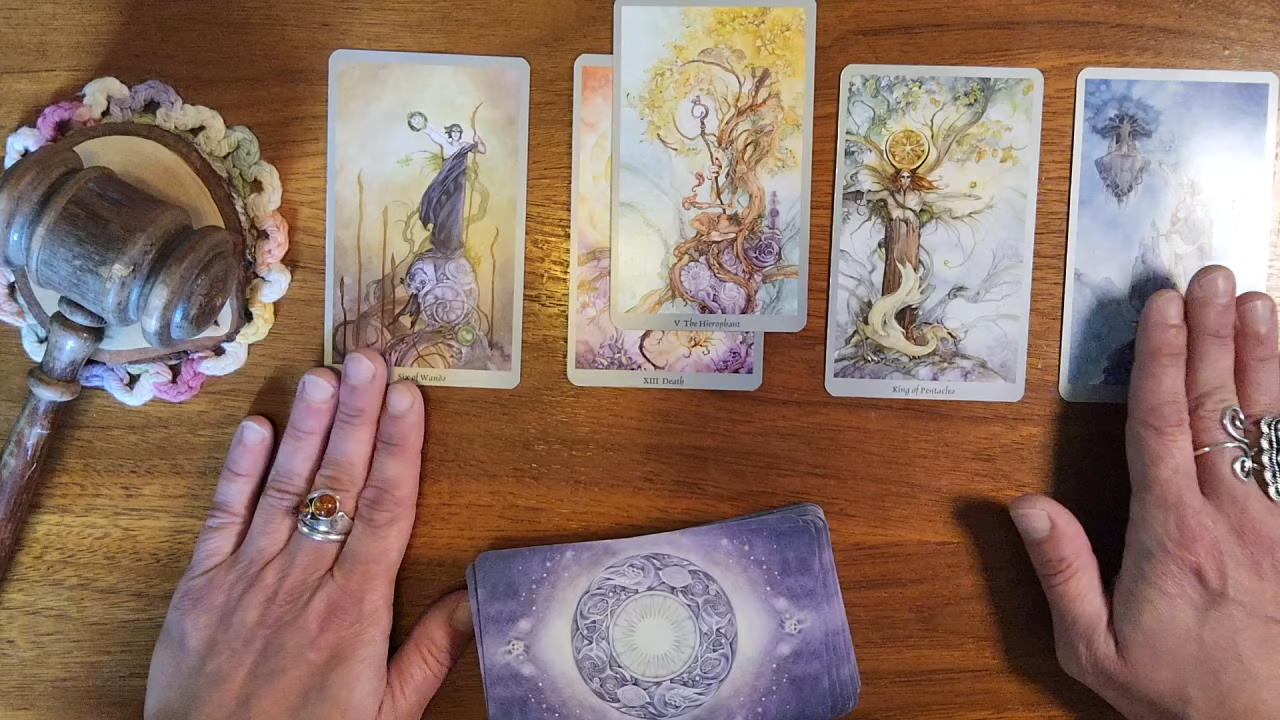 Six of Wands
V The Hierophant
XIII Death
King of Pentacles